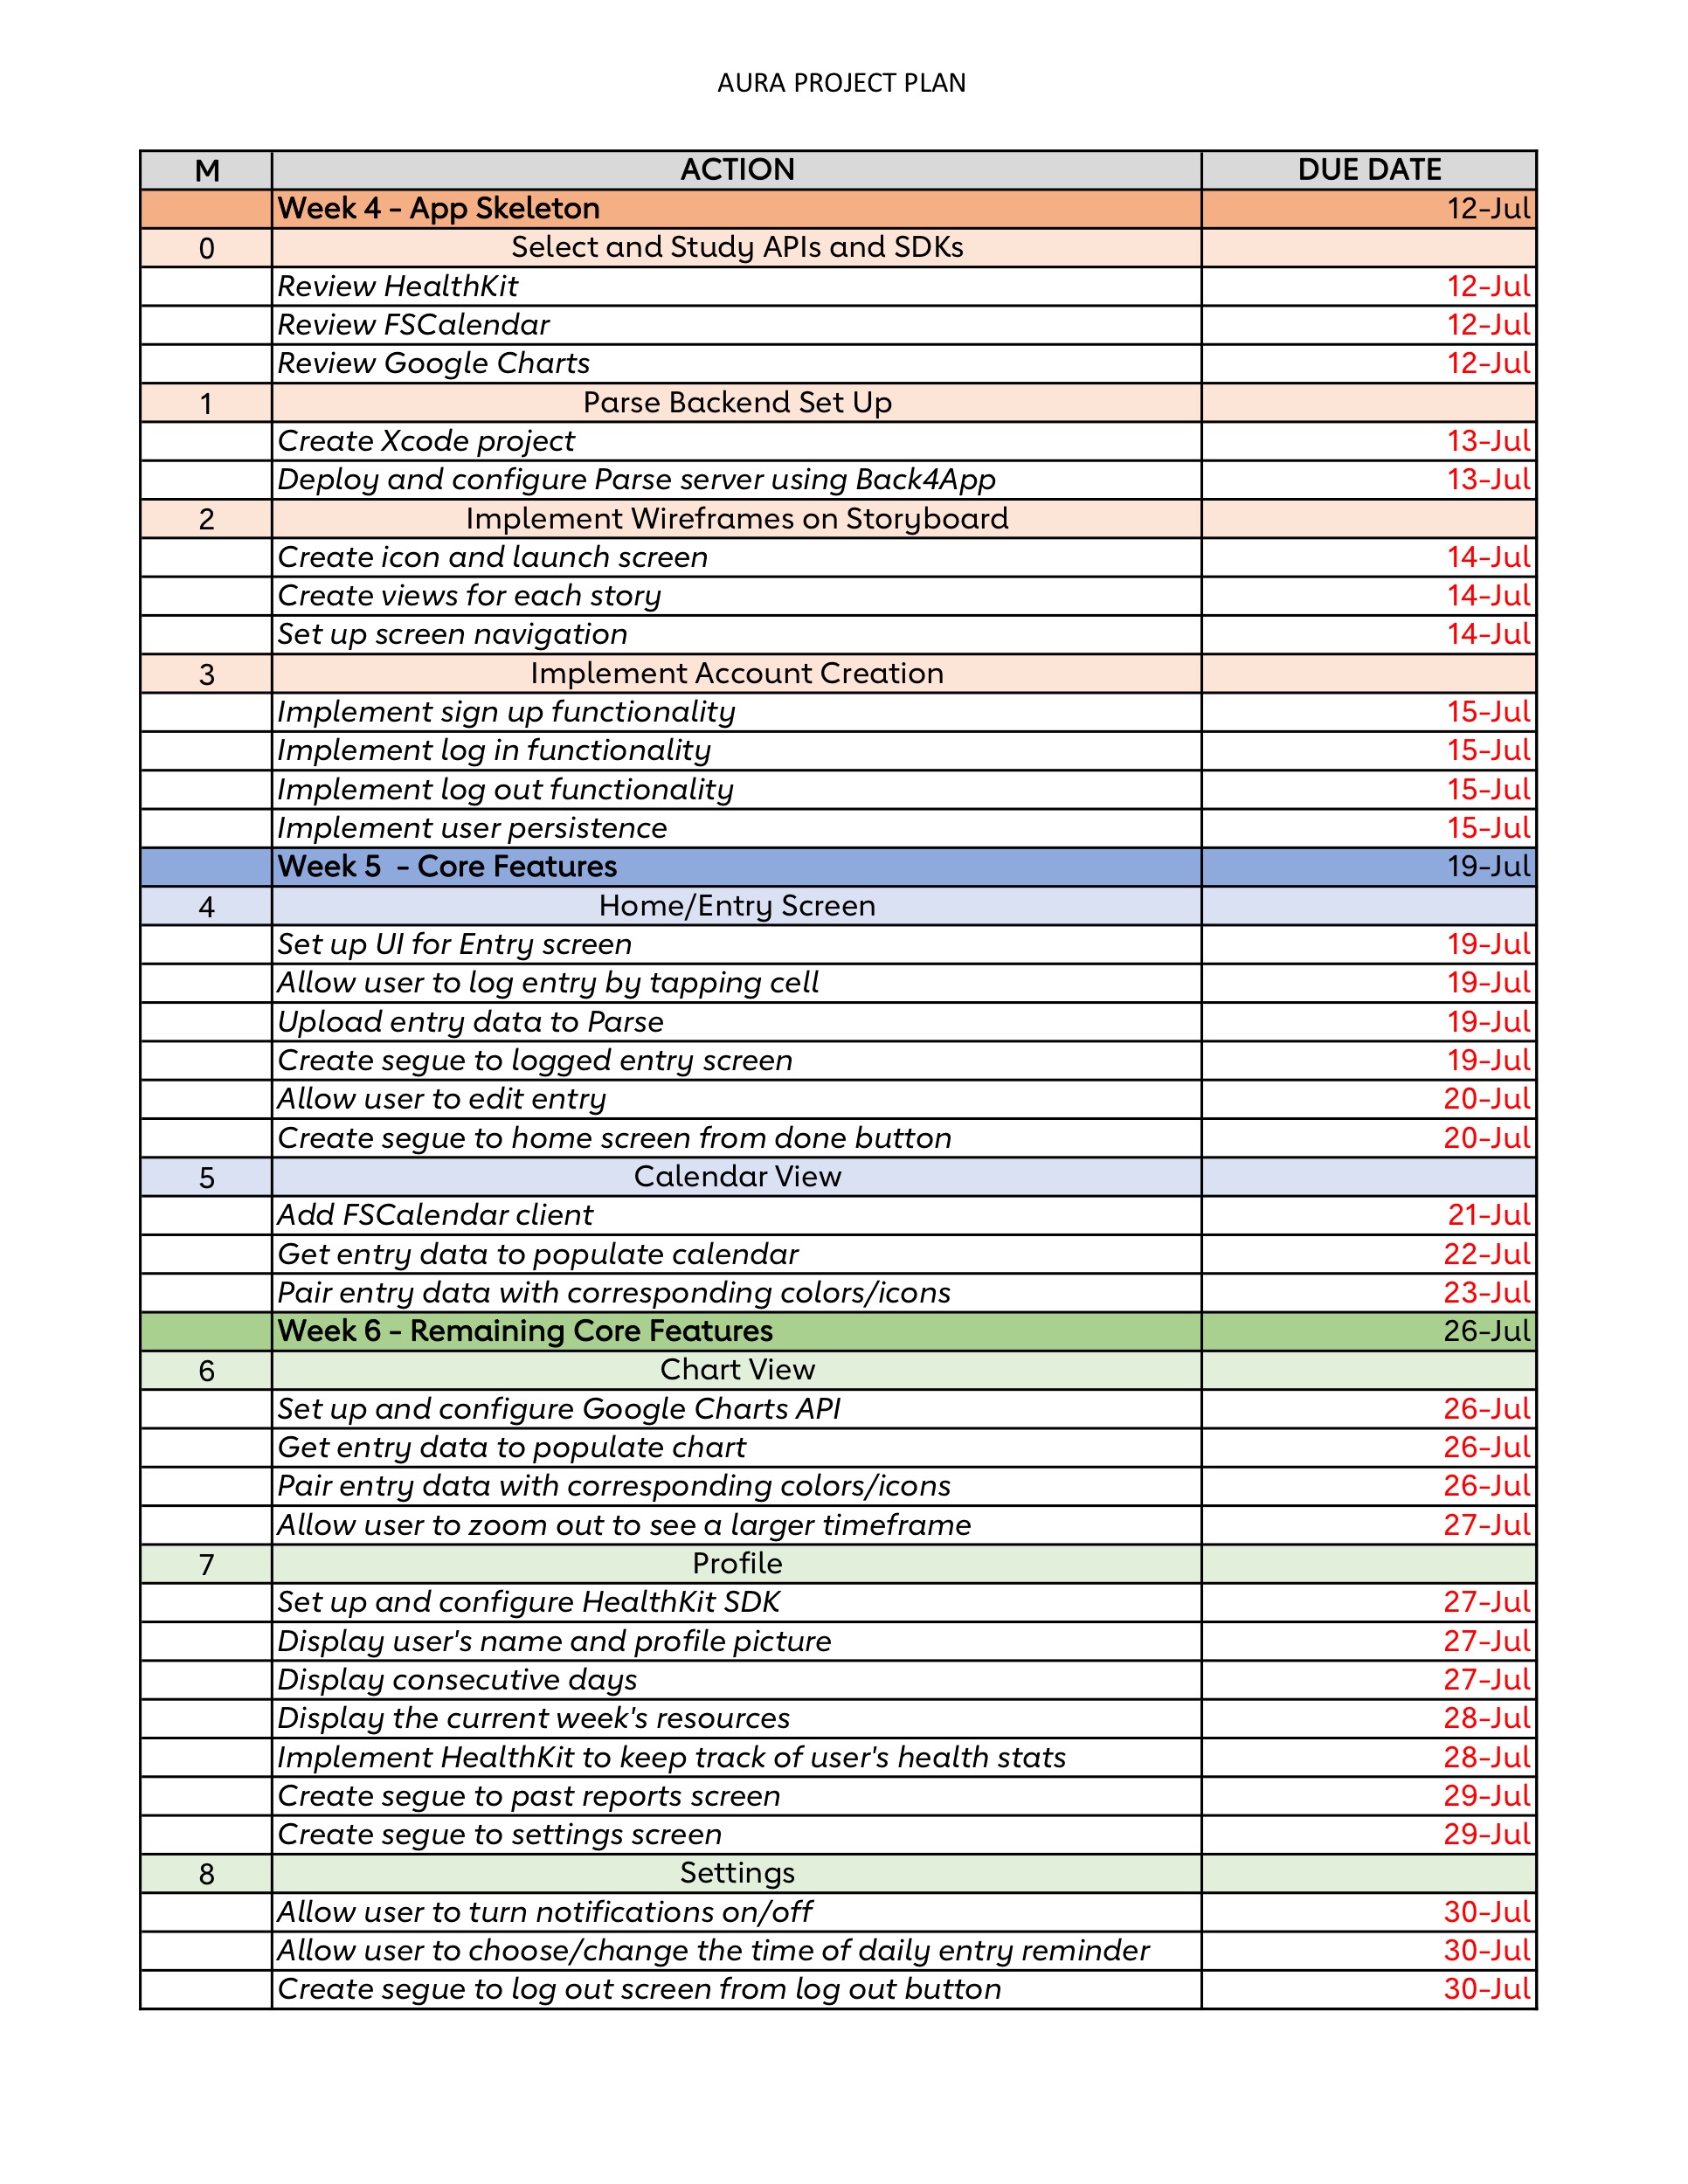 AURA PROJECT PLAN
M ACTION DUE DATE
Week 4 - App Skeleton 12-Jul
0 Select and Study APIs and SDKs
Review HealthKit 12-Jul
Review FSCalendar 12-Jul
Review Google Charts 12-Jul
1 Parse Backend Set Up
Create Xcode project 13-Jul
Deploy and configure Parse server using Back4App 13-Jul
2 Implement Wireframes on Storyboard
Create icon and launch screen 14-Jul
Create views for each story 14-Jul
Set up screen navigation 14-Jul
3 Implement Account Creation
Implement sign up functionality 15-Jul
Implement log in functionality 15-Jul
Implement log out functionality 15-Jul
Implement user persistence 15-Jul
Week 5  - Core Features 19-Jul
4 Home/Entry Screen
Set up UI for Entry screen 19-Jul
Allow user to log entry by tapping cell 19-Jul
Upload entry data to Parse 19-Jul
Create segue to logged entry screen 19-Jul
Allow user to edit entry 20-Jul
Create segue to home screen from done button 20-Jul
5 Calendar View
Add FSCalendar client 21-Jul
Get entry data to populate calendar 22-Jul
Pair entry data with corresponding colors/icons 23-Jul
Week 6 - Remaining Core Features 26-Jul
6 Chart View
Set up and configure Google Charts API 26-Jul
Get entry data to populate chart 26-Jul
Pair entry data with corresponding colors/icons 26-Jul
Allow user to zoom out to see a larger timeframe 27-Jul
7 Profile
Set up and configure HealthKit SDK 27-Jul
Display user's name and profile picture 27-Jul
Display consecutive days 27-Jul
Display the current week's resources 28-Jul
Implement HealthKit to keep track of user's health stats 28-Jul
Create segue to past reports screen 29-Jul
Create segue to settings screen 29-Jul
8 Settings
Allow user to turn notifications on/off 30-Jul
Allow user to choose/change the time of daily entry reminder 30-Jul
Create segue to log out screen from log out button 30-Jul